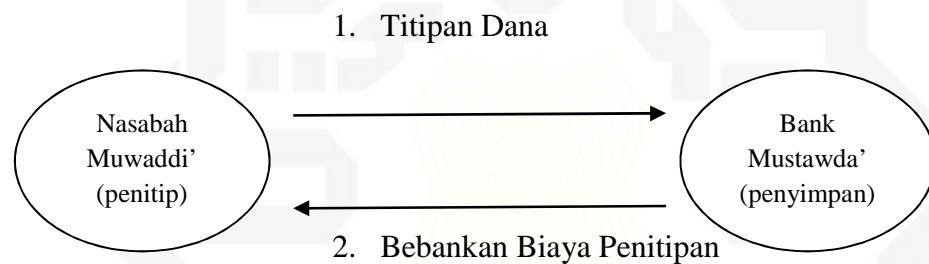 1. Titipan Dana
Nasabah
Muwaddi’
(penitip)
Bank
Mustawda’
(penyimpan)
2. Bebankan Biaya Penitipan